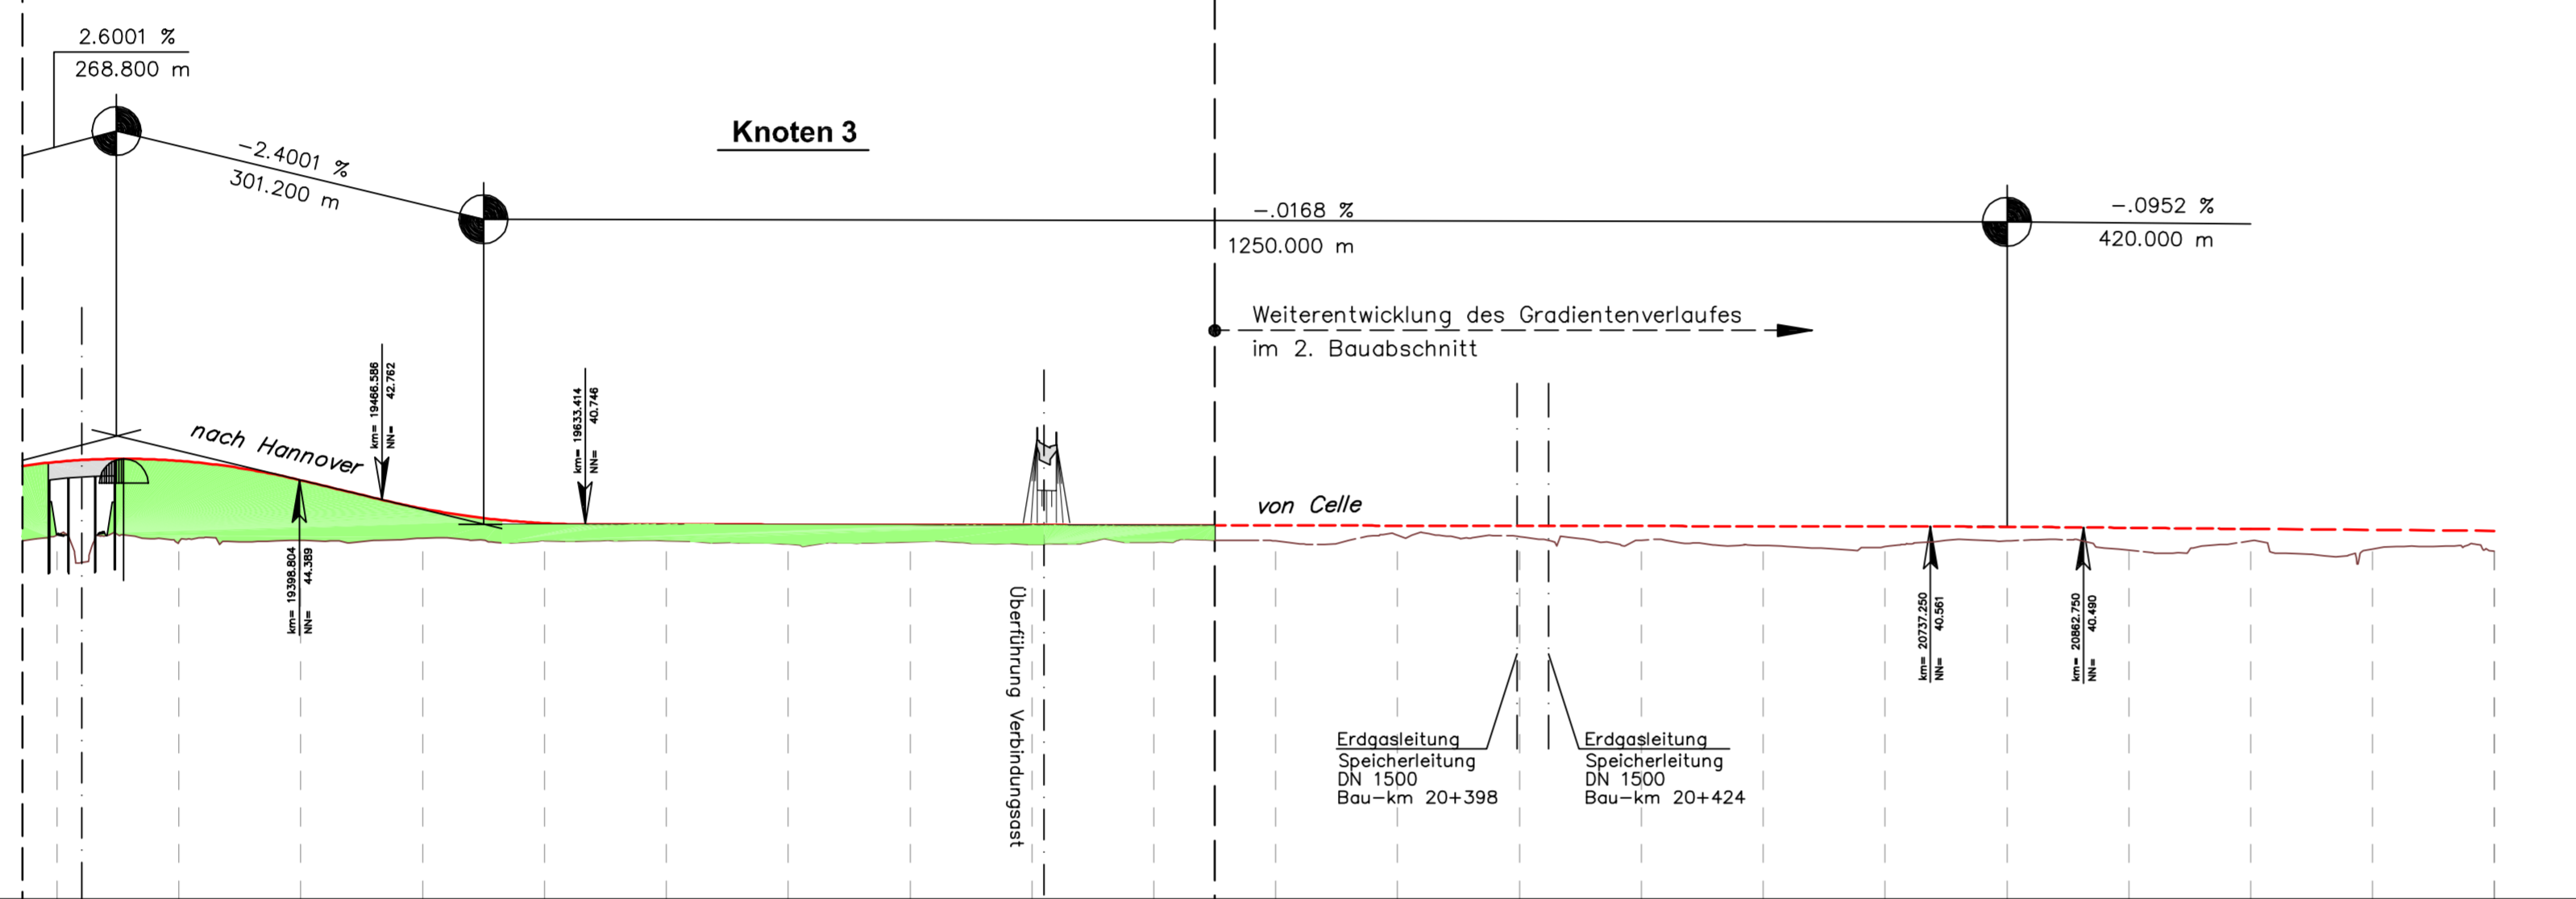 2.6001 %
268.800 m
Knoten 3
-2.4001 %
301.200 m
-.0168 %
1250.000 m
-.0952 %
420.000 m
Weiterentwicklung des Gradientenverlaufes
im 2. Bauabschnitt
nach Hannover
km= 19466.586
NN= 42.762
km= 19633.414
NN= 40.746
von Celle
km= 19398.804
NN= 44.389
Überführung Verbindungsast
km= 20737.250
NN= 40.561
km= 20862.750
NN= 40.490
Erdgasleitung
Speicherleitung
DN 1500
Bau-km 20+398
Erdgasleitung
Speicherleitung
DN 1500
Bau-km 20+424